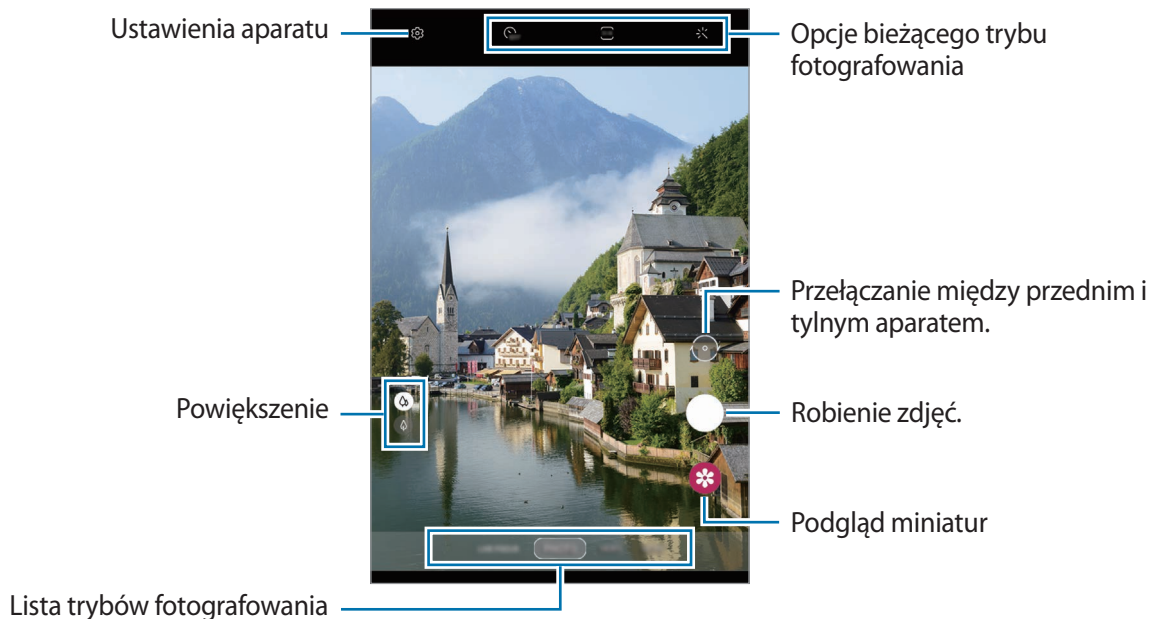 Ustawienia aparatu
Opcje bieżącego trybu
fotografowania
Przełączanie między przednim i
tylnym aparatem.
Powiększenie
Robienie zdjęć.
Podgląd miniatur
Lista trybów fotografowania